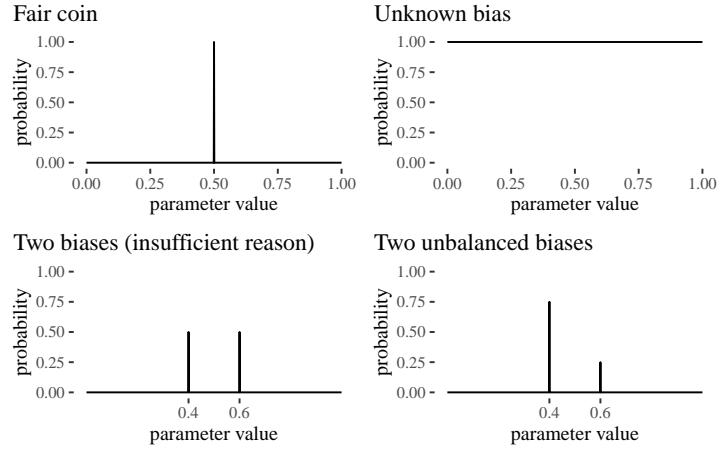 Fair coin
probability
1.00
0.75
0.50
0.25
0.00
0.00 0.25 0.50 0.75 1.00
parameter value
Unknown bias
probability
1.00
0.75
0.50
0.25
0.00
0.00 0.25 0.50 0.75 1.00
parameter value
Two biases (insufficient reason)
probability
1.00
0.75
0.50
0.25
0.00
0.4 0.6
parameter value
Two unbalanced biases
probability
1.00
0.75
0.50
0.25
0.00
0.4 0.6
parameter value